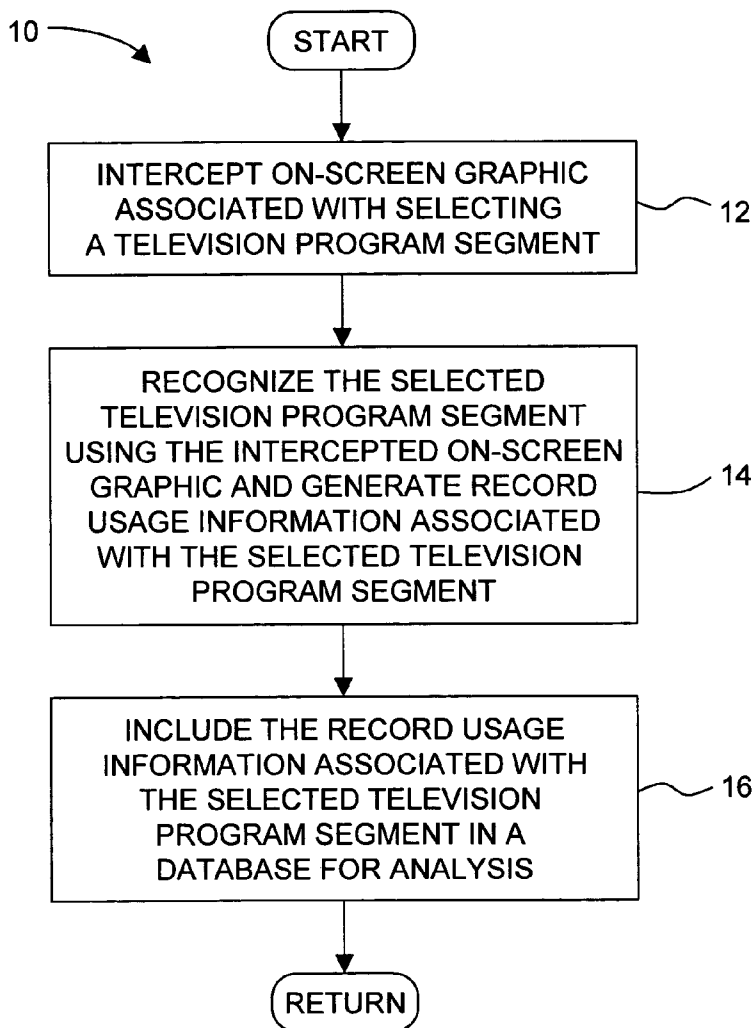 10
START
INTERCEPT ON-SCREEN GRAPHIC
ASSOCIATED WITH SELECTING
A TELEVISION PROGRAM SEGMENT
12
RECOGNIZE THE SELECTED
TELEVISION PROGRAM SEGMENT
USING THE INTERCEPTED ON-SCREEN
GRAPHIC AND GENERATE RECORD
USAGE INFORMATION ASSOCIATED
WITH THE SELECTED TELEVISION
PROGRAM SEGMENT
14
INCLUDE THE RECORD USAGE
INFORMATION ASSOCIATED WITH
THE SELECTED TELEVISION
PROGRAM SEGMENT IN A
DATABASE FOR ANALYSIS
16
RETURN